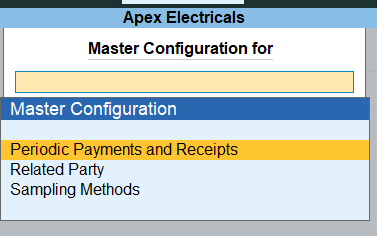 Apex Electricals
Master Configuration for
Master Configuration
Periodic Payments and Receipts
Related Party
Sampling Methods